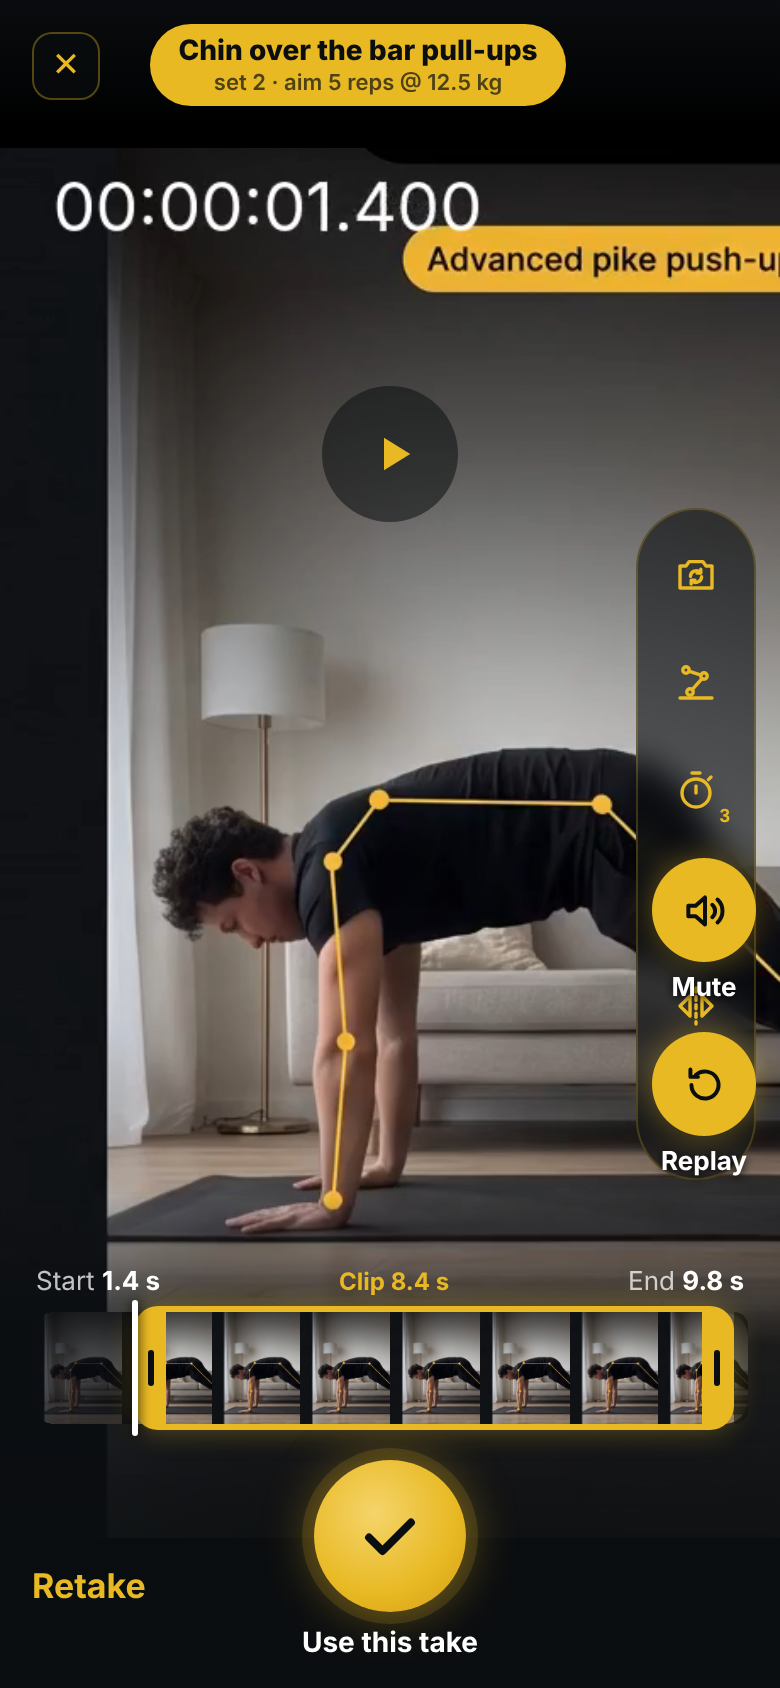 Chin over the bar pull-ups
set 2 · aim 5 reps @ 12.5 kg
00:00:01.400
Advanced pike push-u
3
Mute
Replay
Start 1.4 s
Clip 8.4 s
End 9.8 s
Retake
Use this take